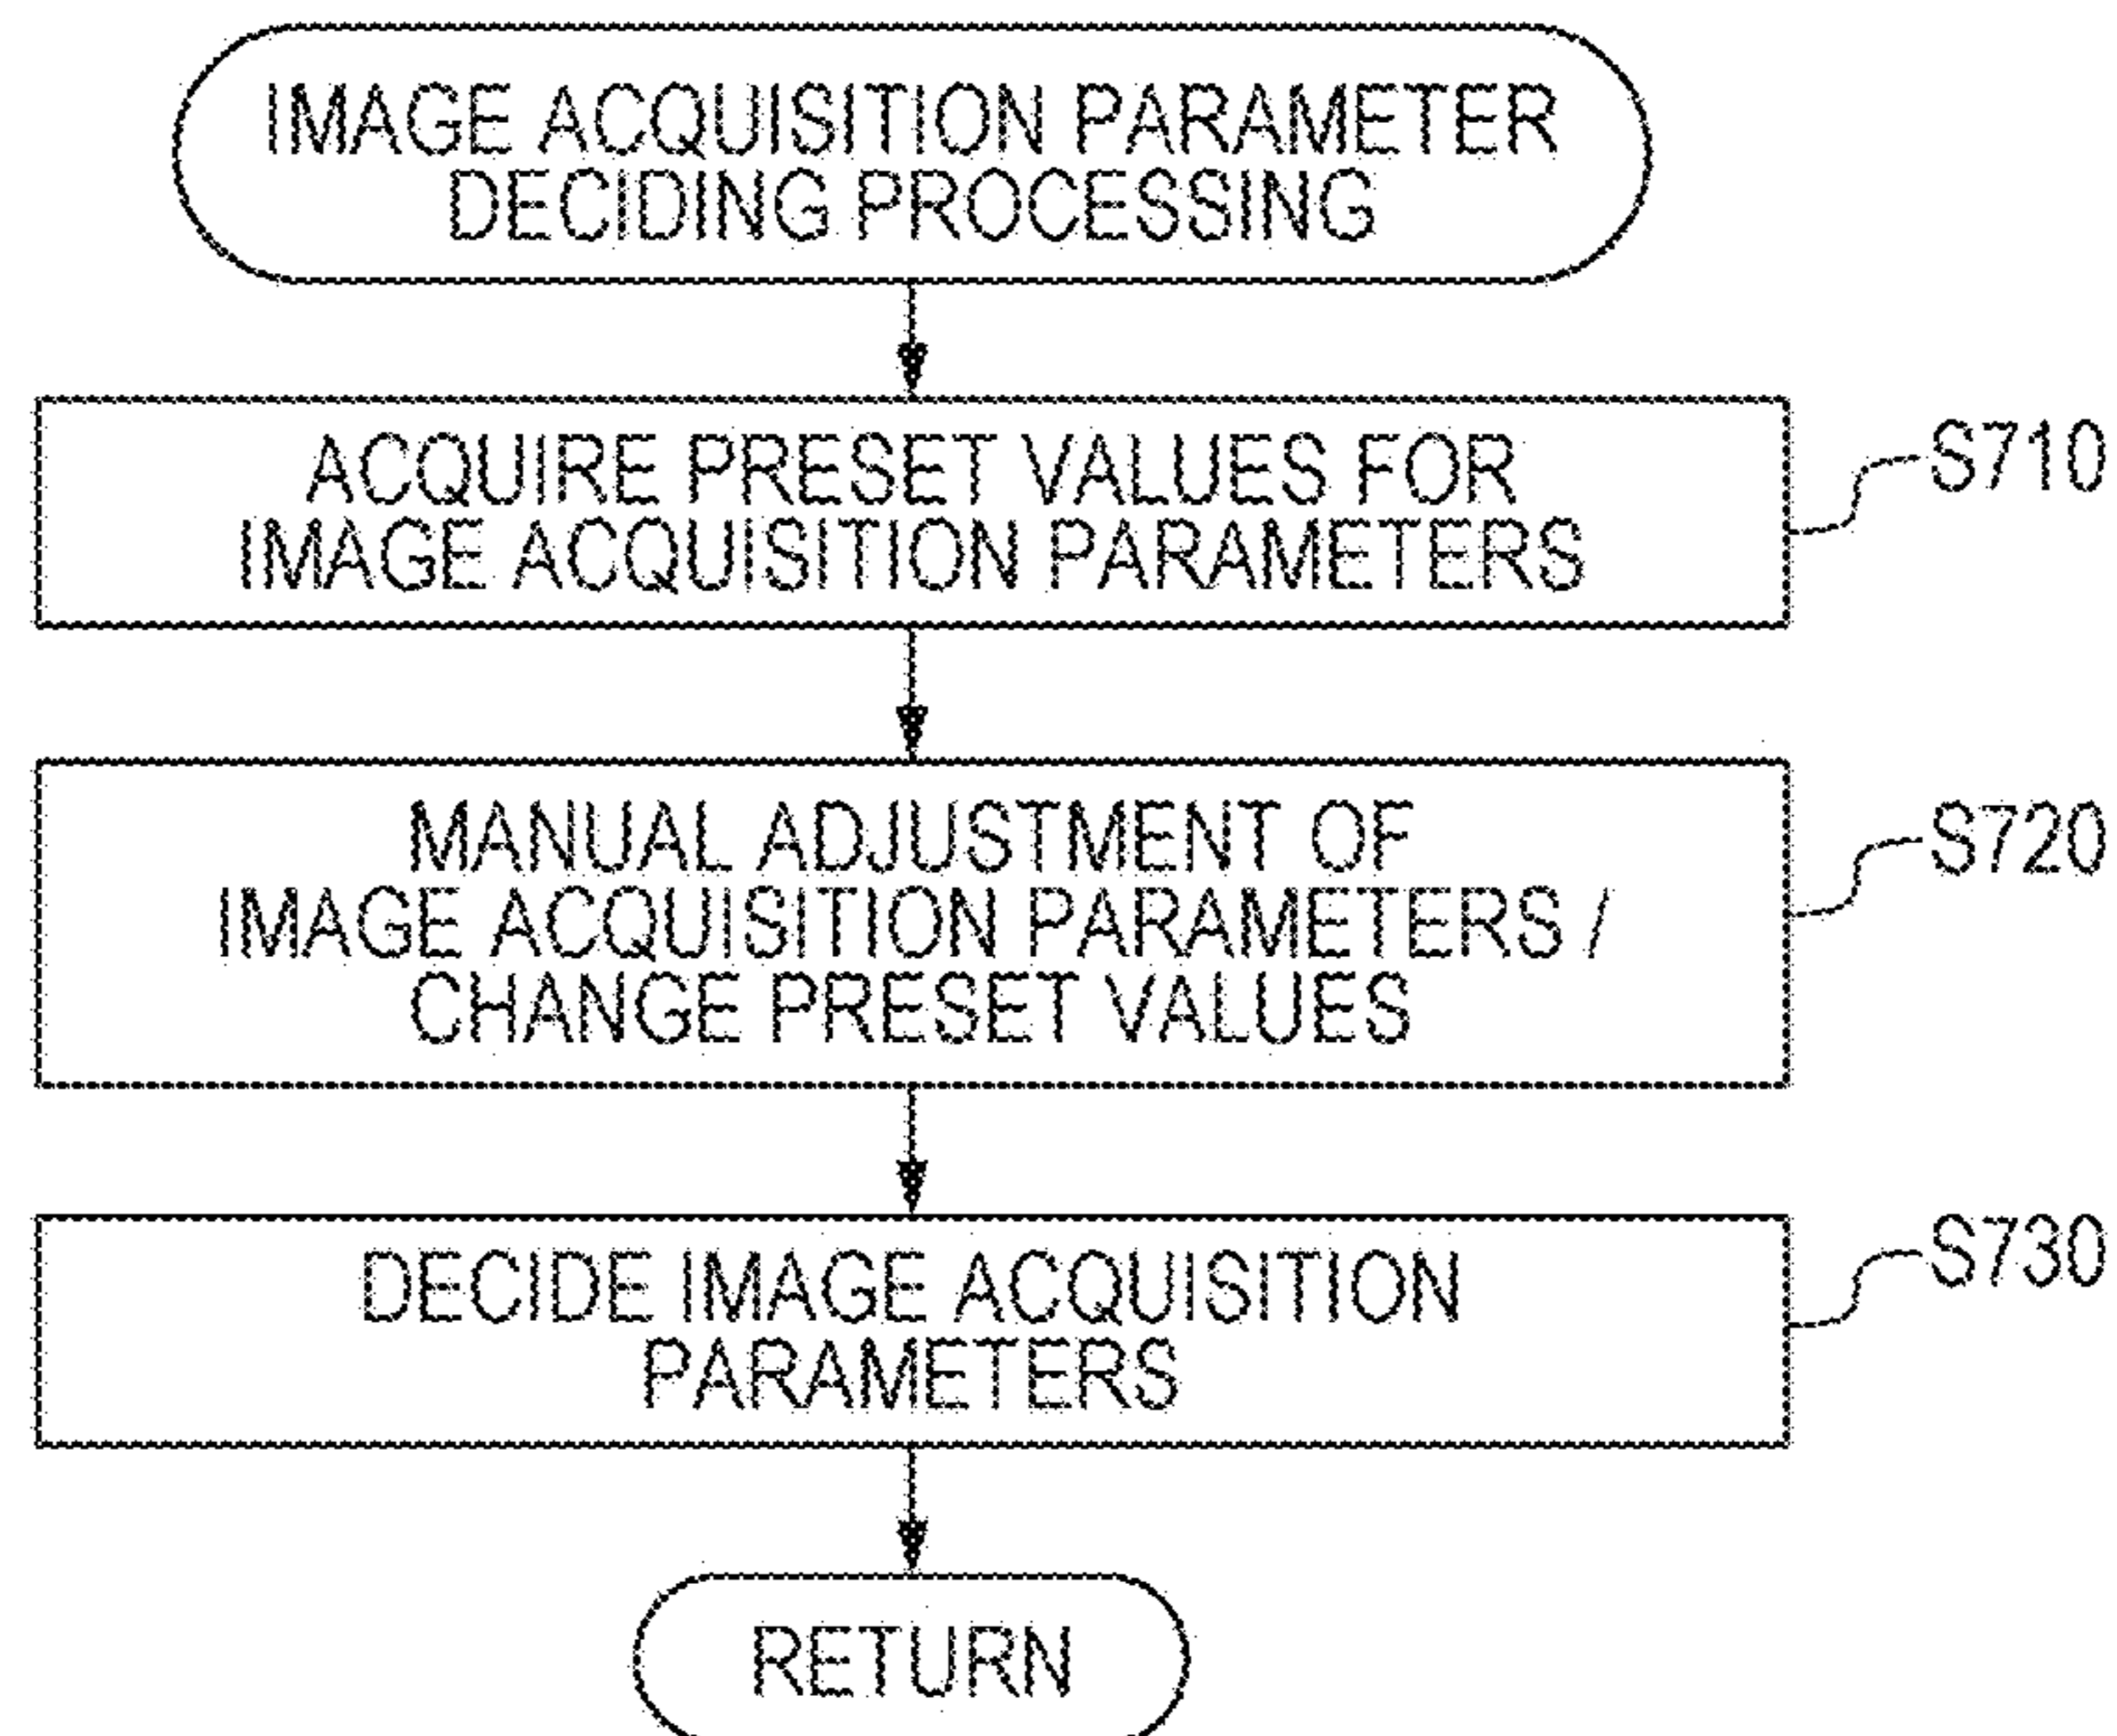 IMAGE ACQUISITION PARAMETER
DECIDING PROCESSING
ACQUIRE PRESET VALUES FOR
IMAGE ACQUISITION PARAMETERS
S710
MANUAL ADJUSTMENT OF
IMAGE ACQUISITION PARAMETERS /
CHANGE PRESET VALUES
S720
DECIDE IMAGE ACQUISITION
PARAMETERS
S730
RETURN